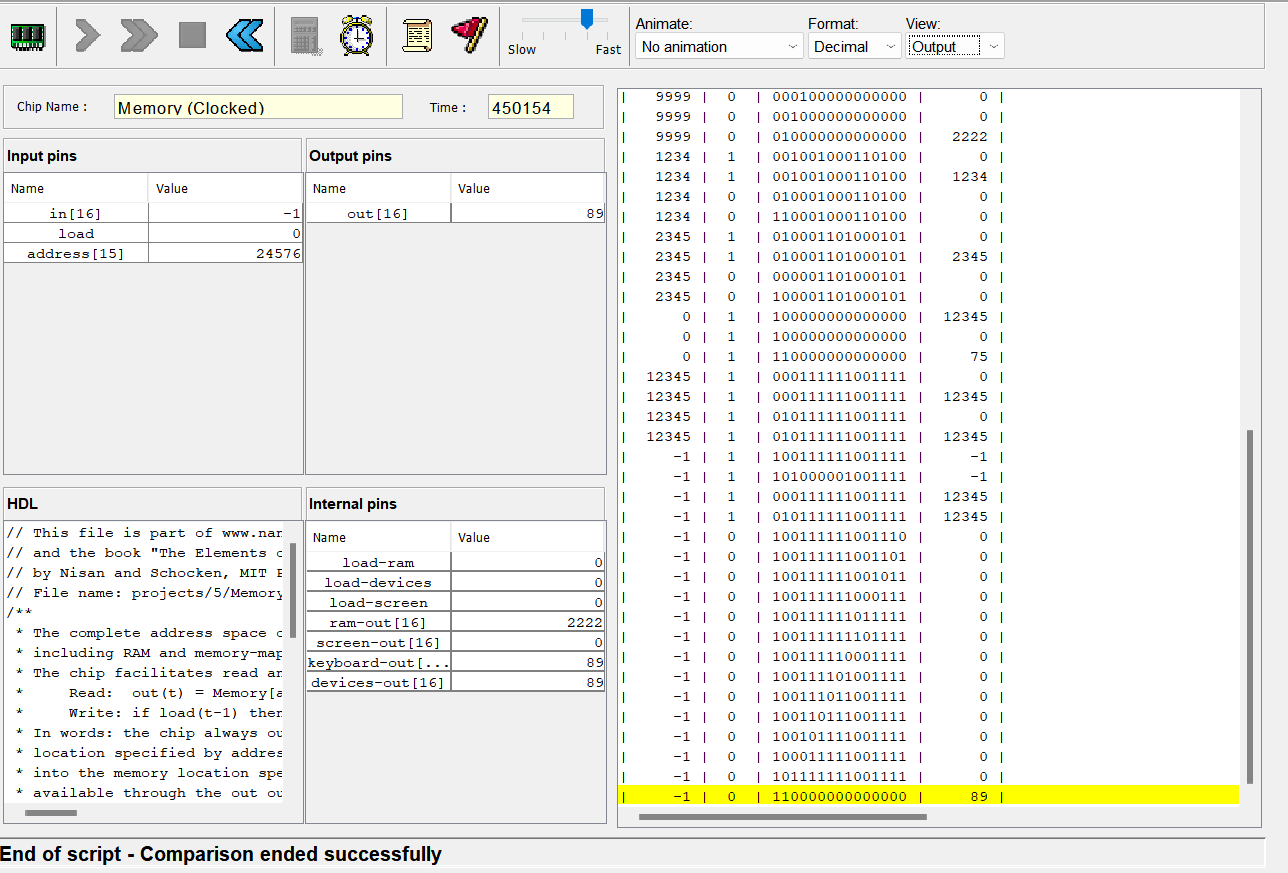 Animate: Format: View:
Slow Fast No animation Decimal Output
Chip Name : Memory (Clocked) Time : 450154
Input pins
Name Value
in[16] -1
load 0
address[15] 24576
Output pins
Name Value
out[16] 89
HDL
// This file is part of www.nan
// and the book "The Elements o
// by Nisan and Schocken, MIT P
// File name: projects/5/Memory
/**
* The complete address space o
* including RAM and memory-map
* The chip facilitates read an
* Read: out(t) = Memory[a
* Write: if load(t-1) then
* In words: the chip always ou
* location specified by addres
* into the memory location spe
* available through the out ou
Internal pins
Name Value
load-ram 0
load-devices 0
load-screen 0
ram-out[16] 2222
screen-out[16] 0
keyboard-out[... 89
devices-out[16] 89
| 9999 | 0 | 000100000000000 | 0 |
| 9999 | 0 | 001000000000000 | 0 |
| 9999 | 0 | 010000000000000 | 2222 |
| 1234 | 1 | 001001000110100 | 0 |
| 1234 | 1 | 001001000110100 | 1234 |
| 1234 | 0 | 010001000110100 | 0 |
| 1234 | 0 | 110001000110100 | 0 |
| 2345 | 1 | 010001101000101 | 0 |
| 2345 | 1 | 010001101000101 | 2345 |
| 2345 | 0 | 000001101000101 | 0 |
| 2345 | 0 | 100001101000101 | 0 |
| 0 | 1 | 100000000000000 | 12345 |
| 0 | 1 | 100000000000000 | 0 |
| 0 | 1 | 110000000000000 | 75 |
| 12345 | 1 | 000111111001111 | 0 |
| 12345 | 1 | 000111111001111 | 12345 |
| 12345 | 1 | 010111111001111 | 0 |
| 12345 | 1 | 010111111001111 | 12345 |
| -1 | 1 | 100111111001111 | -1 |
| -1 | 1 | 101000001001111 | -1 |
| -1 | 1 | 000111111001111 | 12345 |
| -1 | 1 | 010111111001111 | 12345 |
| -1 | 0 | 100111111001110 | 0 |
| -1 | 0 | 100111111001101 | 0 |
| -1 | 0 | 100111111001011 | 0 |
| -1 | 0 | 100111111000111 | 0 |
| -1 | 0 | 100111111011111 | 0 |
| -1 | 0 | 100111111101111 | 0 |
| -1 | 0 | 100111110001111 | 0 |
| -1 | 0 | 100111101001111 | 0 |
| -1 | 0 | 100111011001111 | 0 |
| -1 | 0 | 100110111001111 | 0 |
| -1 | 0 | 100101111001111 | 0 |
| -1 | 0 | 100011111001111 | 0 |
| -1 | 0 | 101111111001111 | 0 |
| -1 | 0 | 110000000000000 | 89 |
End of script - Comparison ended successfully